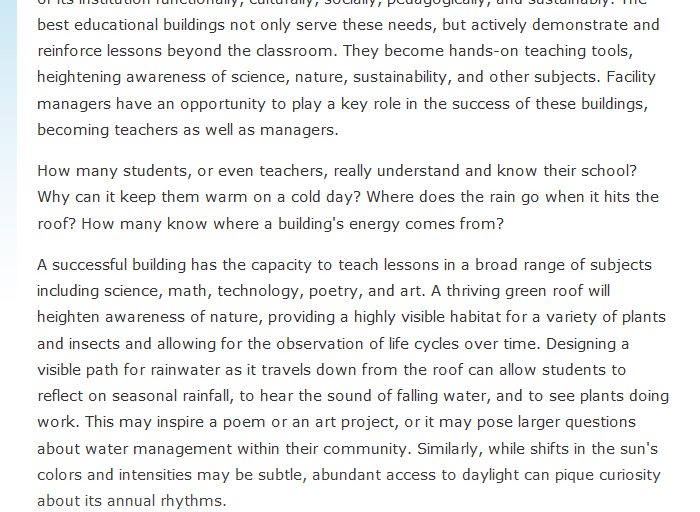 of its institution functionally, culturally, socially, pedagogically, and sustainably. The
best educational buildings not only serve these needs, but actively demonstrate and
reinforce lessons beyond the classroom. They become hands-on teaching tools,
heightening awareness of science, nature, sustainability, and other subjects. Facility
managers have an opportunity to play a key role in the success of these buildings,
becoming teachers as well as managers.
How many students, or even teachers, really understand and know their school?
Why can it keep them warm on a cold day? Where does the rain go when it hits the
roof? How many know where a building's energy comes from?
A successful building has the capacity to teach lessons in a broad range of subjects
including science, math, technology, poetry, and art. A thriving green roof will
heighten awareness of nature, providing a highly visible habitat for a variety of plants
and insects and allowing for the observation of life cycles over time. Designing a
visible path for rainwater as it travels down from the roof can allow students to
reflect on seasonal rainfall, to hear the sound of falling water, and to see plants doing
work. This may inspire a poem or an art project, or it may pose larger questions
about water management within their community. Similarly, while shifts in the sun's
colors and intensities may be subtle, abundant access to daylight can pique curiosity
about its annual rhythms.